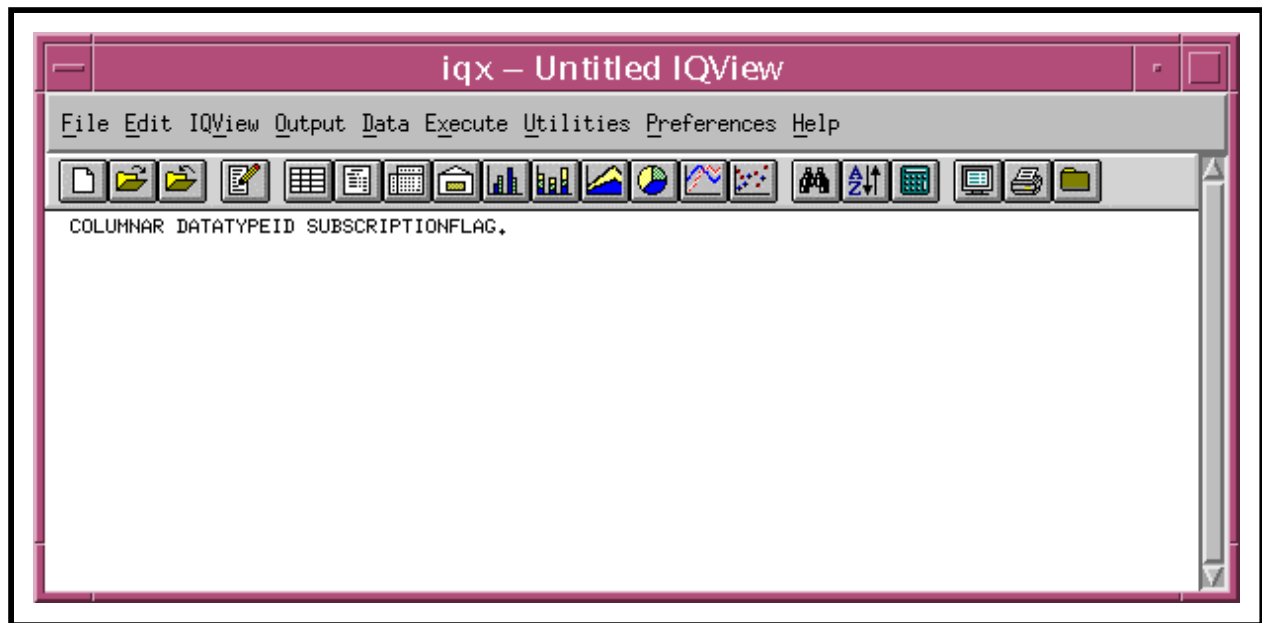 iqx – Untitled IQView
File Edit IQView Output Data Execute Utilities Preferences Help
COLUMNAR DATATYPEID SUBSCRIPTIONFLAG.